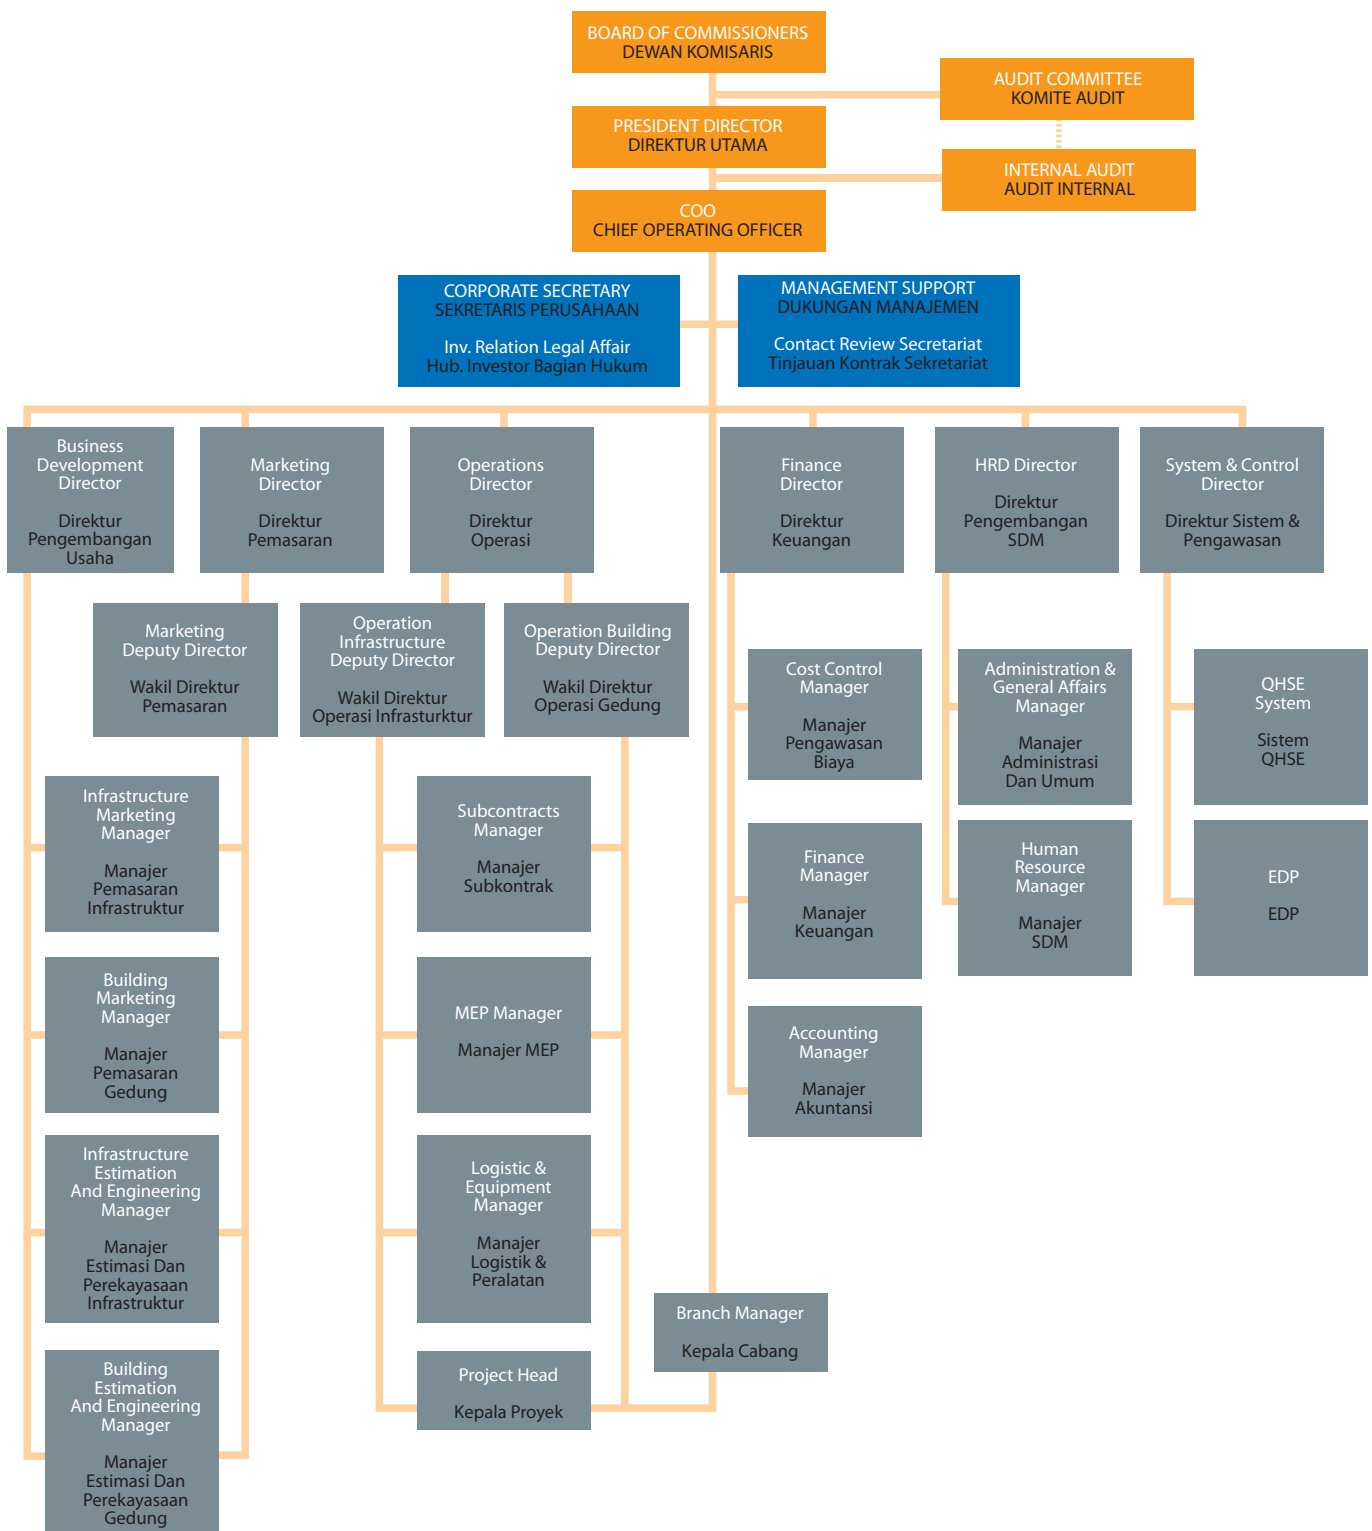 BOARD OF COMMISSIONERS
DEWAN KOMISARIS
AUDIT COMMITTEE
KOMITE AUDIT
PRESIDENT DIRECTOR
DIREKTUR UTAMA
INTERNAL AUDIT
AUDIT INTERNAL
COO
CHIEF OPERATING OFFICER
CORPORATE SECRETARY
SEKRETARIS PERUSAHAAN
Inv. Relation Legal Affair
Hub. Investor Bagian Hukum
MANAGEMENT SUPPORT
DUKUNGAN MANAJEMEN
Contact Review Secretariat
Tinjauan Kontrak Sekretariat
Business
Development
Director
Direktur
Pengembangan
Usaha
Marketing
Director
Direktur
Pemasaran
Operations
Director
Direktur
Operasi
Finance
Director
Direktur
Keuangan
HRD Director
Direktur
Pengembangan
SDM
System & Control
Director
Direktur Sistem &
Pengawasan
Marketing
Deputy Director
Wakil Direktur
Pemasaran
Operation
Infrastructure
Deputy Director
Wakil Direktur
Operasi Infrasturktur
Operation Building
Deputy Director
Wakil Direktur
Operasi Gedung
Cost Control
Manager
Manajer
Pengawasan
Biaya
Administration &
General Affairs
Manager
Manajer
Administrasi
Dan Umum
QHSE
System
Sistem
QHSE
Infrastructure
Marketing
Manager
Manajer
Pemasaran
Infrastruktur
Subcontracts
Manager
Manajer
Subkontrak
Finance
Manager
Manajer
Keuangan
Human
Resource
Manager
Manajer
SDM
EDP
EDP
Building
Marketing
Manager
Manajer
Pemasaran
Gedung
MEP Manager
Manajer MEP
Accounting
Manager
Manajer
Akuntansi
Infrastructure
Estimation
And Engineering
Manager
Manajer
Estimasi Dan
Perekayasaan
Infrastruktur
Logistic &
Equipment
Manager
Manajer
Logistik &
Peralatan
Branch Manager
Kepala Cabang
Building
Estimation
And Engineering
Manager
Manajer
Estimasi Dan
Perekayasaan
Gedung
Project Head
Kepala Proyek